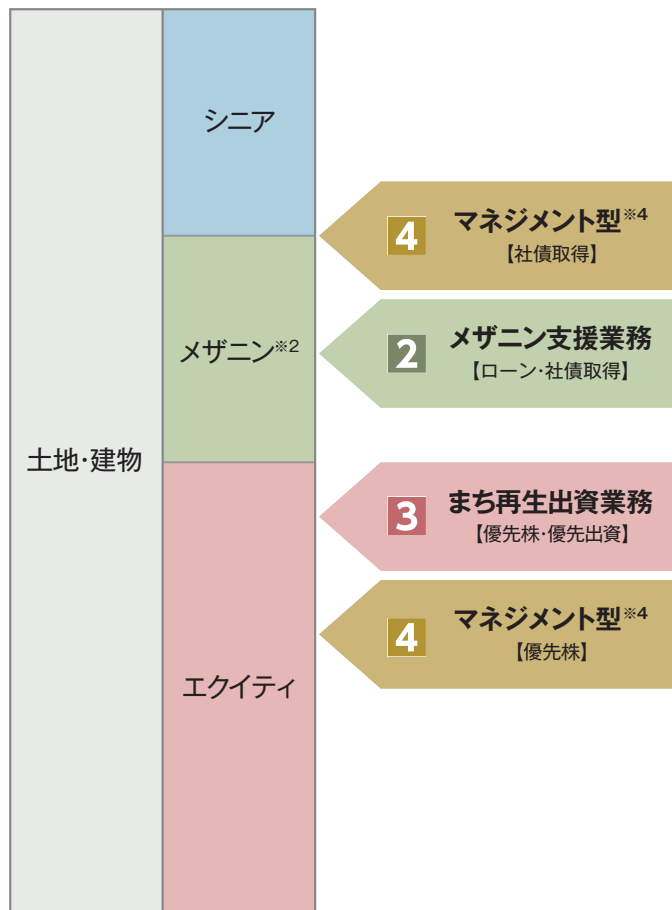 土地・建物
シニア
メザニン※2
エクイティ
4
マネジメント型※4
【社債取得】
2
メザニン支援業務
【ローン・社債取得】
3
まち再生出資業務
【優先株・優先出資】
4
マネジメント型※4
【優先株】